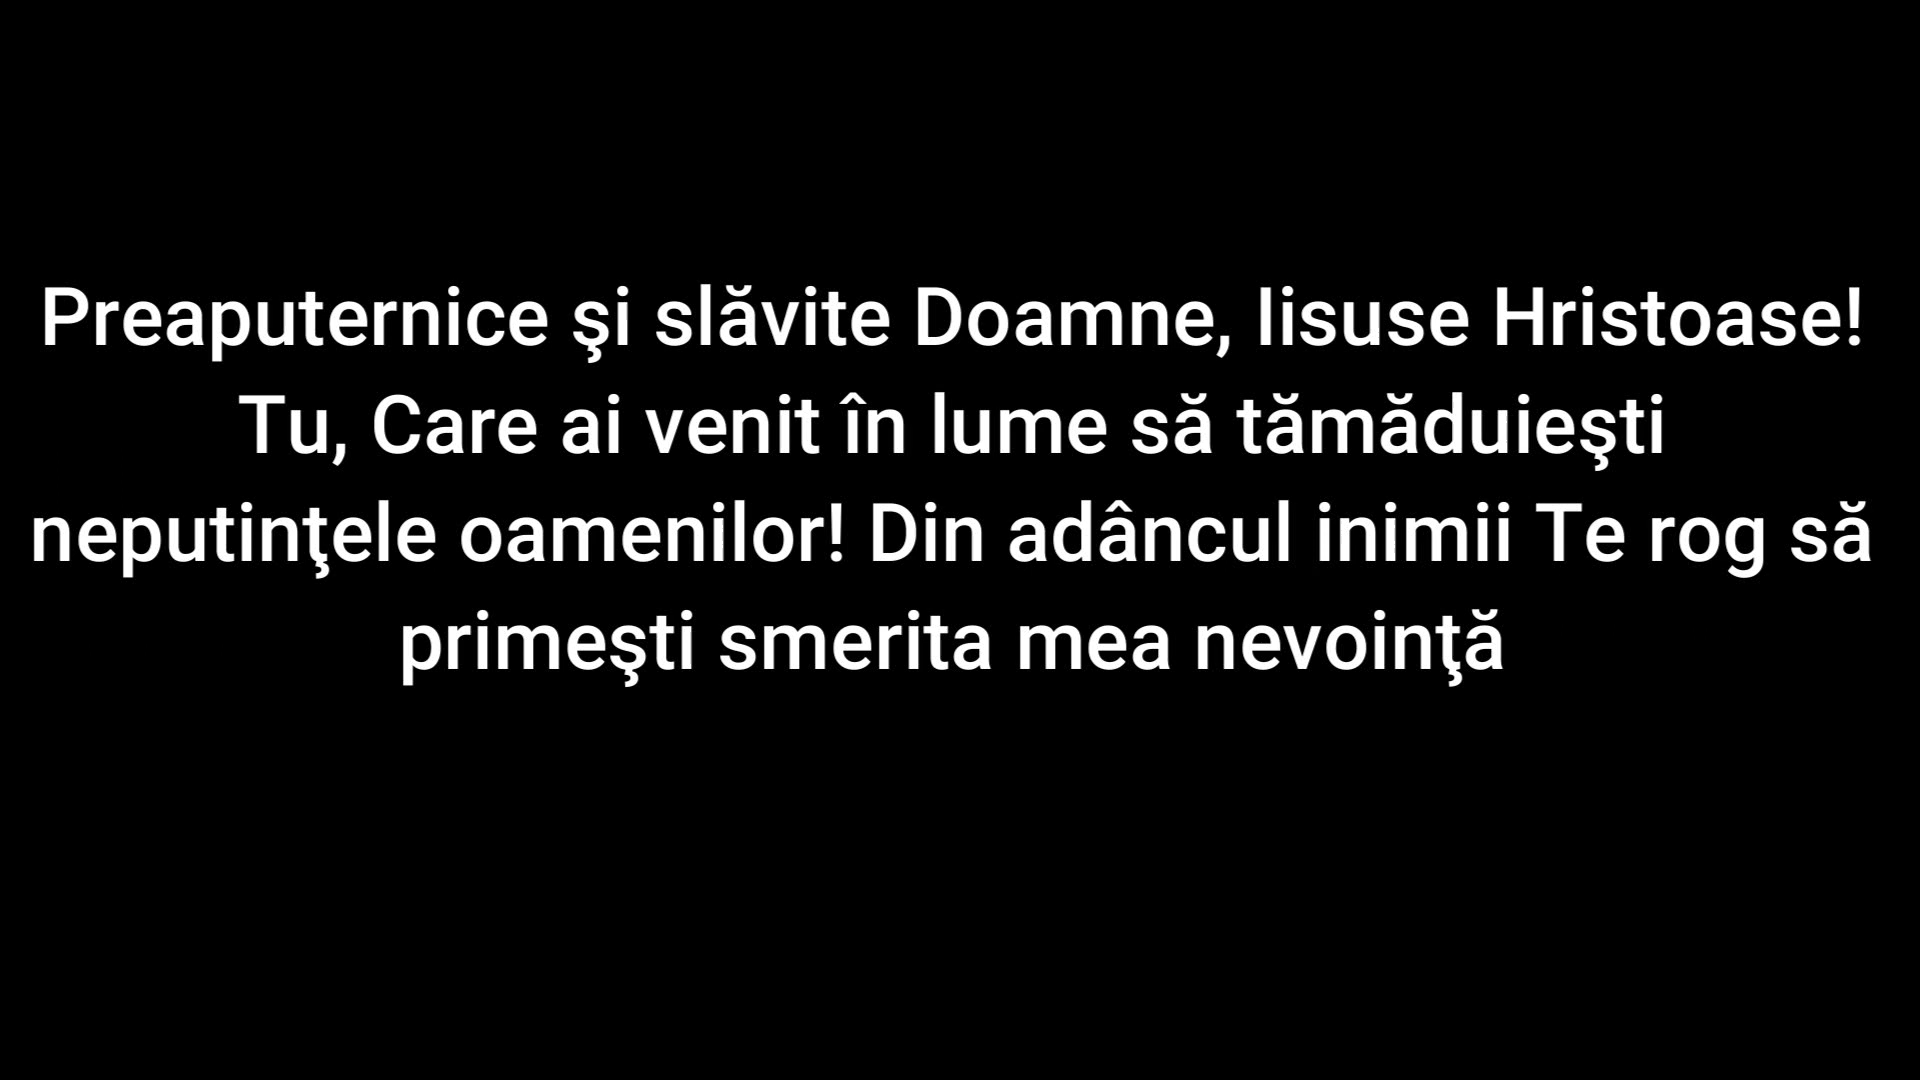 Preaputernice şi slăvite Doamne, Iisuse Hristoase!
Tu, Care ai venit în lume să tămăduieşti
neputinţele oamenilor! Din adâncul inimii Te rog să
primeşti smerita mea nevoinţă